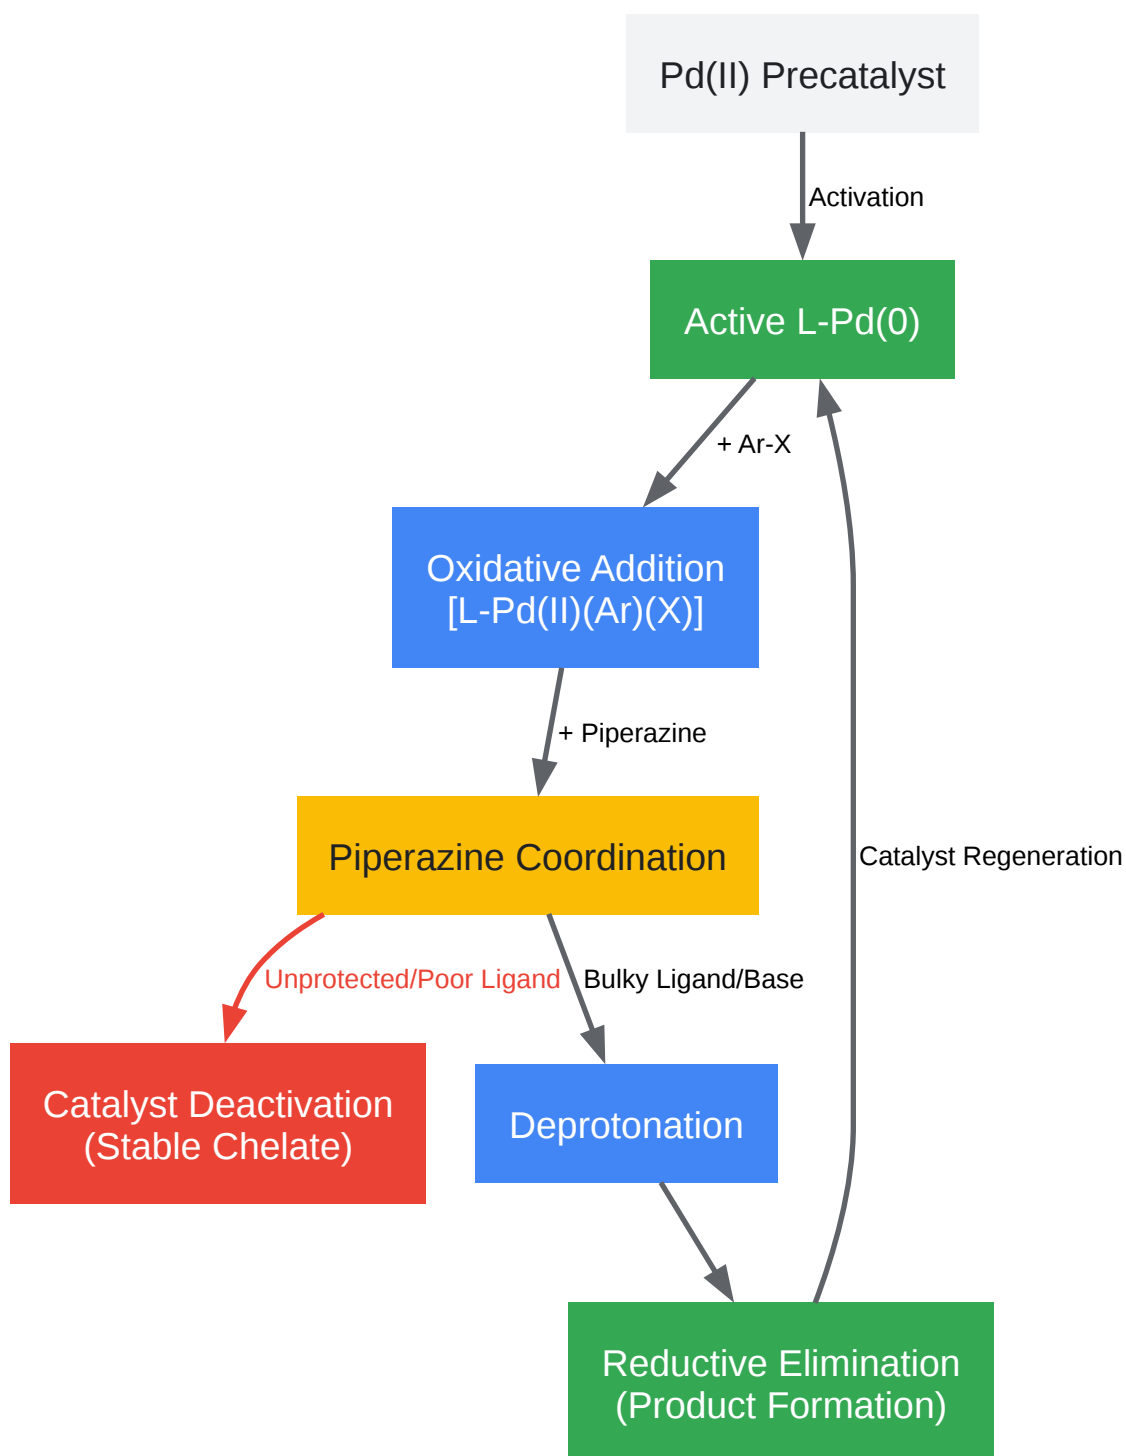 Pd(II) Precatalyst
Activation
Active L-Pd(0)
+ Ar-X
Oxidative Addition
[L-Pd(II)(Ar)(X)]
+ Piperazine
Piperazine Coordination
Catalyst Regeneration
Unprotected/Poor Ligand
Bulky Ligand/Base
Catalyst Deactivation
(Stable Chelate)
Deprotonation
Reductive Elimination
(Product Formation)